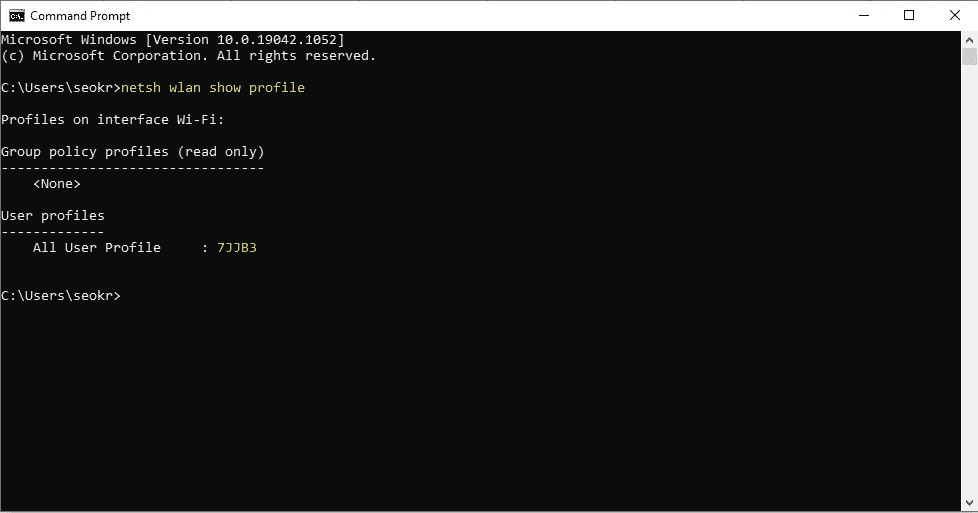 Command Prompt
Microsoft Windows [Version 10.0.19042.1052]
(c) Microsoft Corporation. All rights reserved.
C:\Users\seokr>netsh wlan show profile
Profiles on interface Wi-Fi:
Group policy profiles (read only)
---------------------------------
<None>
User profiles
-------------
All User Profile     : 7JJB3
C:\Users\seokr>